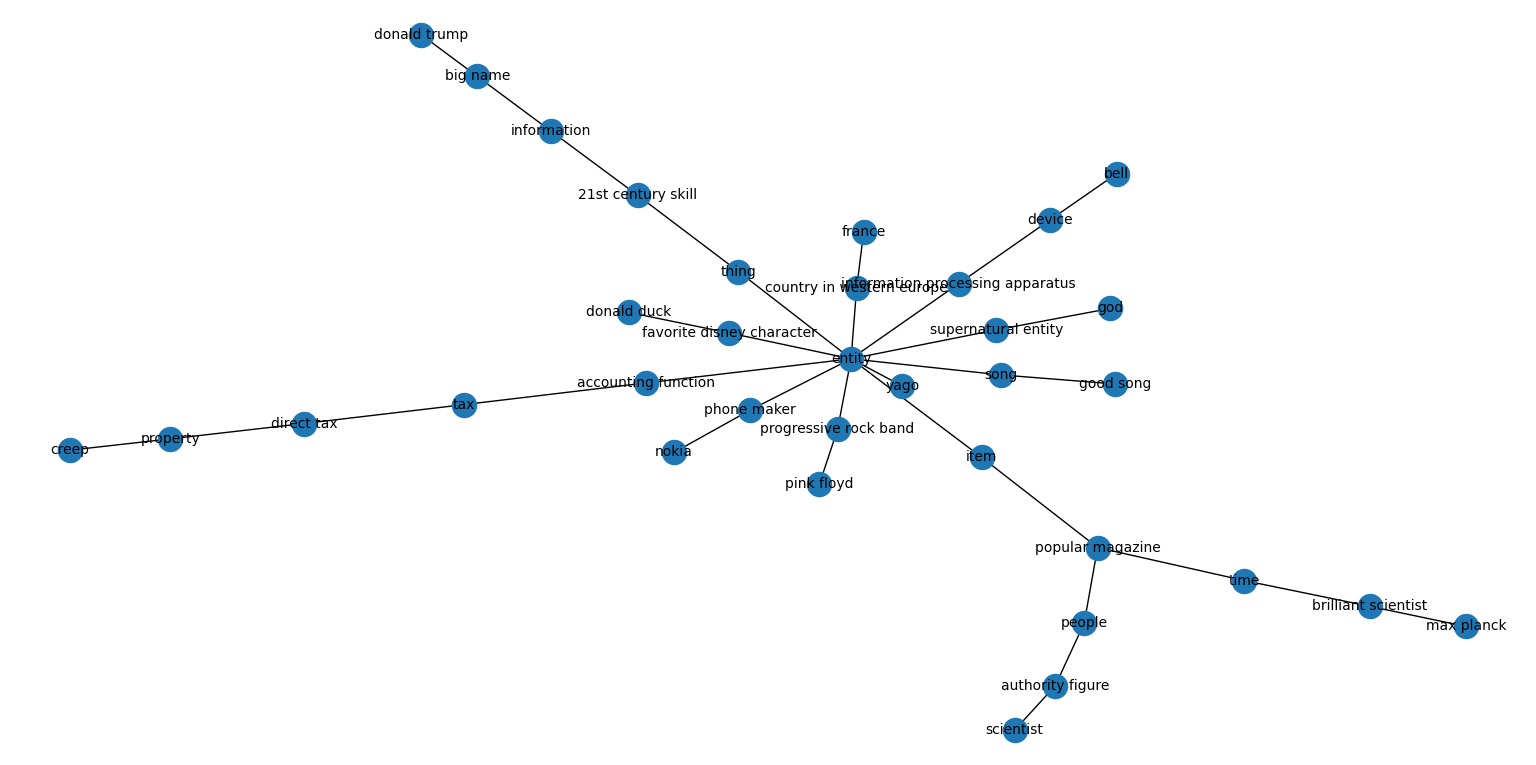 donald trump
big name
information
bell
21st century skill
device
france
thing
country in western europe
information processing apparatus
donald duck
god
favorite disney character
supernatural entity
entity
song
good song
accounting function
yago
tax
phone maker
direct tax
progressive rock band
property
creep
nokia
item
pink floyd
popular magazine
time
brilliant scientist
people
max planck
authority figure
scientist